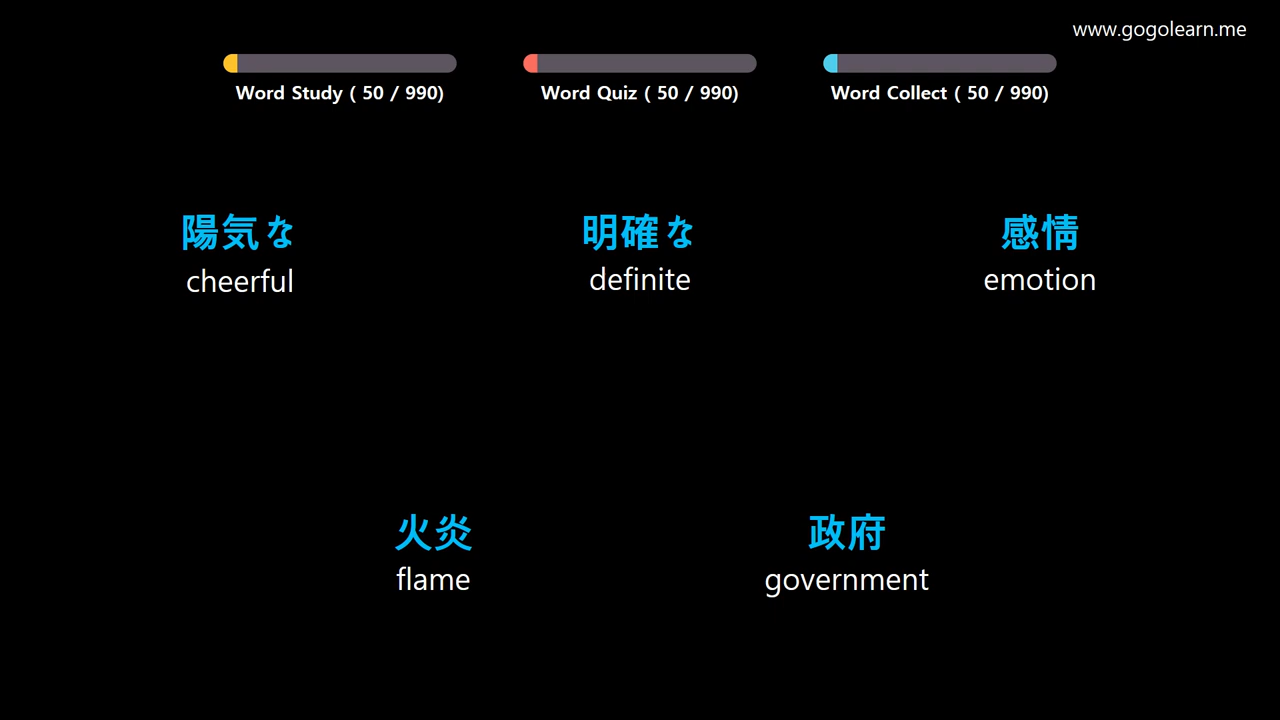 www.gogolearn.me
Word Study ( 50 / 990)
Word Quiz ( 50 / 990)
Word Collect ( 50 / 990)
陽気な
cheerful
明確な
definite
感情
emotion
火炎
flame
政府
government